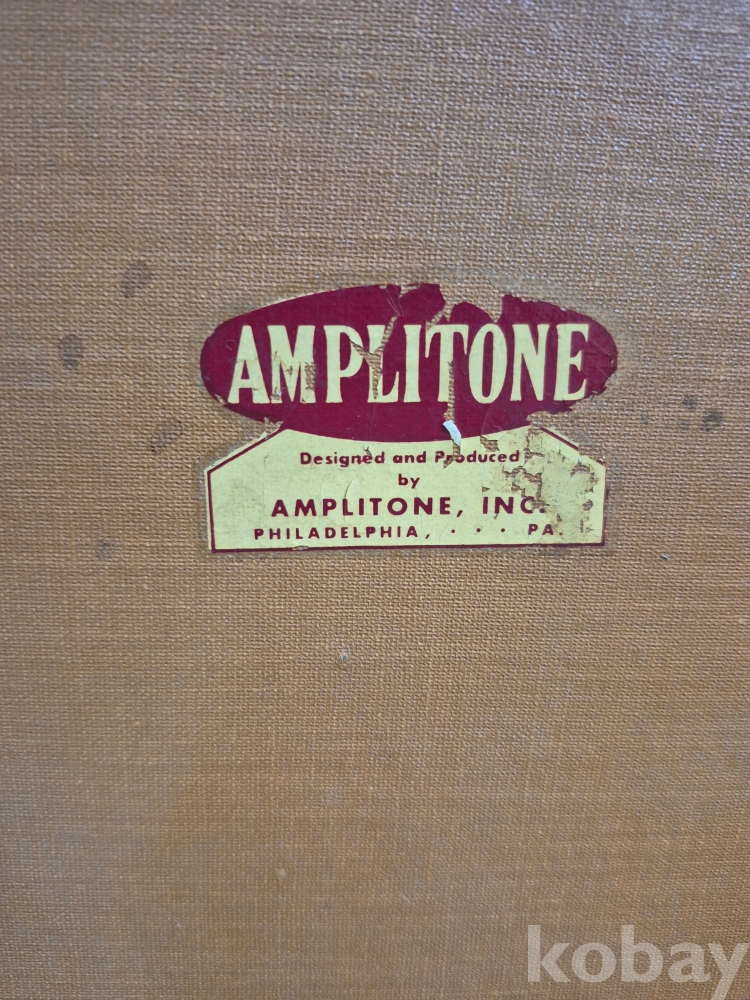 AMPLITONE
Designed and Produced
by
AMPLITONE, INC.
PHILADELPHIA, . . . PA.
kobay